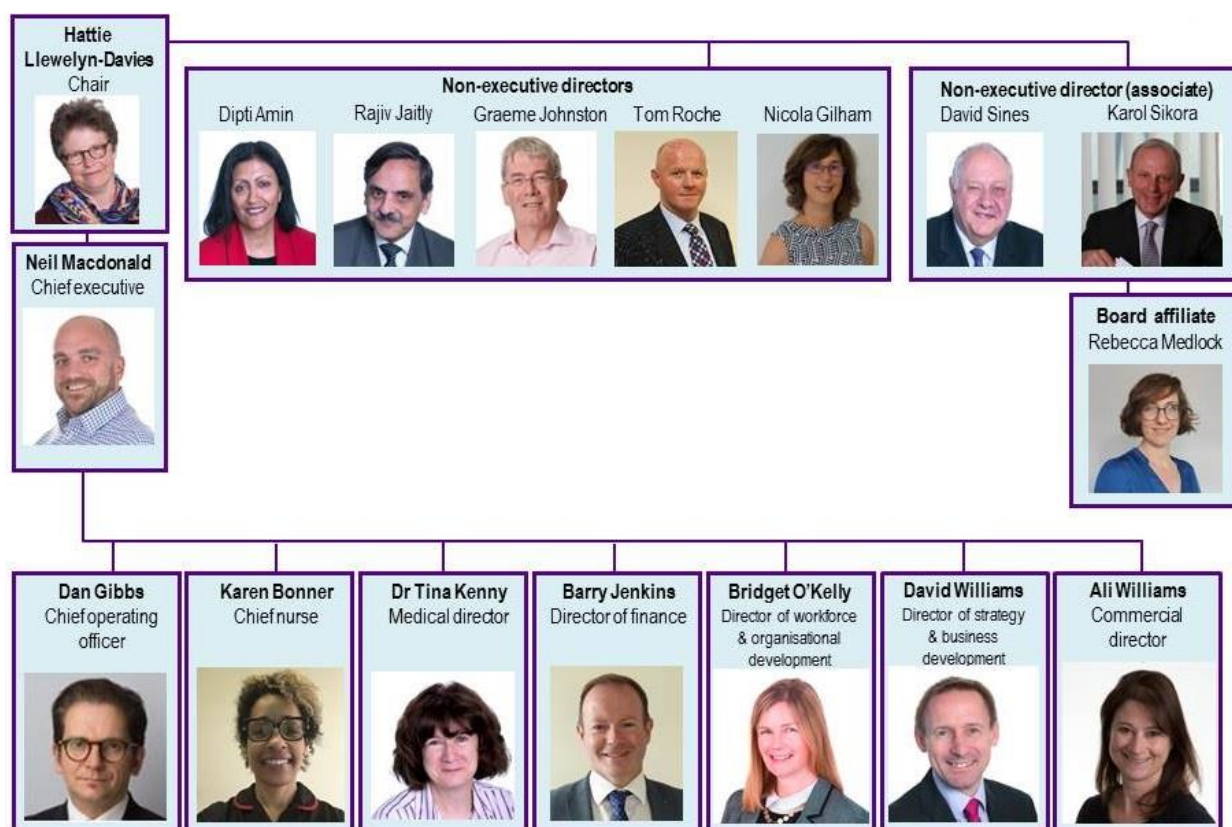 Hattie
Llewelyn-Davies
Chair
Non-executive directors
Dipti Amin
Rajiv Jaitly
Graeme Johnston
Tom Roche
Nicola Gilham
Non-executive director (associate)
David Sines
Karol Sikora
Neil Macdonald
Chief executive
Board affiliate
Rebecca Medlock
Dan Gibbs
Chief operating
officer
Karen Bonner
Chief nurse
Dr Tina Kenny
Medical director
Barry Jenkins
Director of finance
Bridget O'Kelly
Director of workforce
& organisational
development
David Williams
Director of strategy
& business
development
Ali Williams
Commercial
director